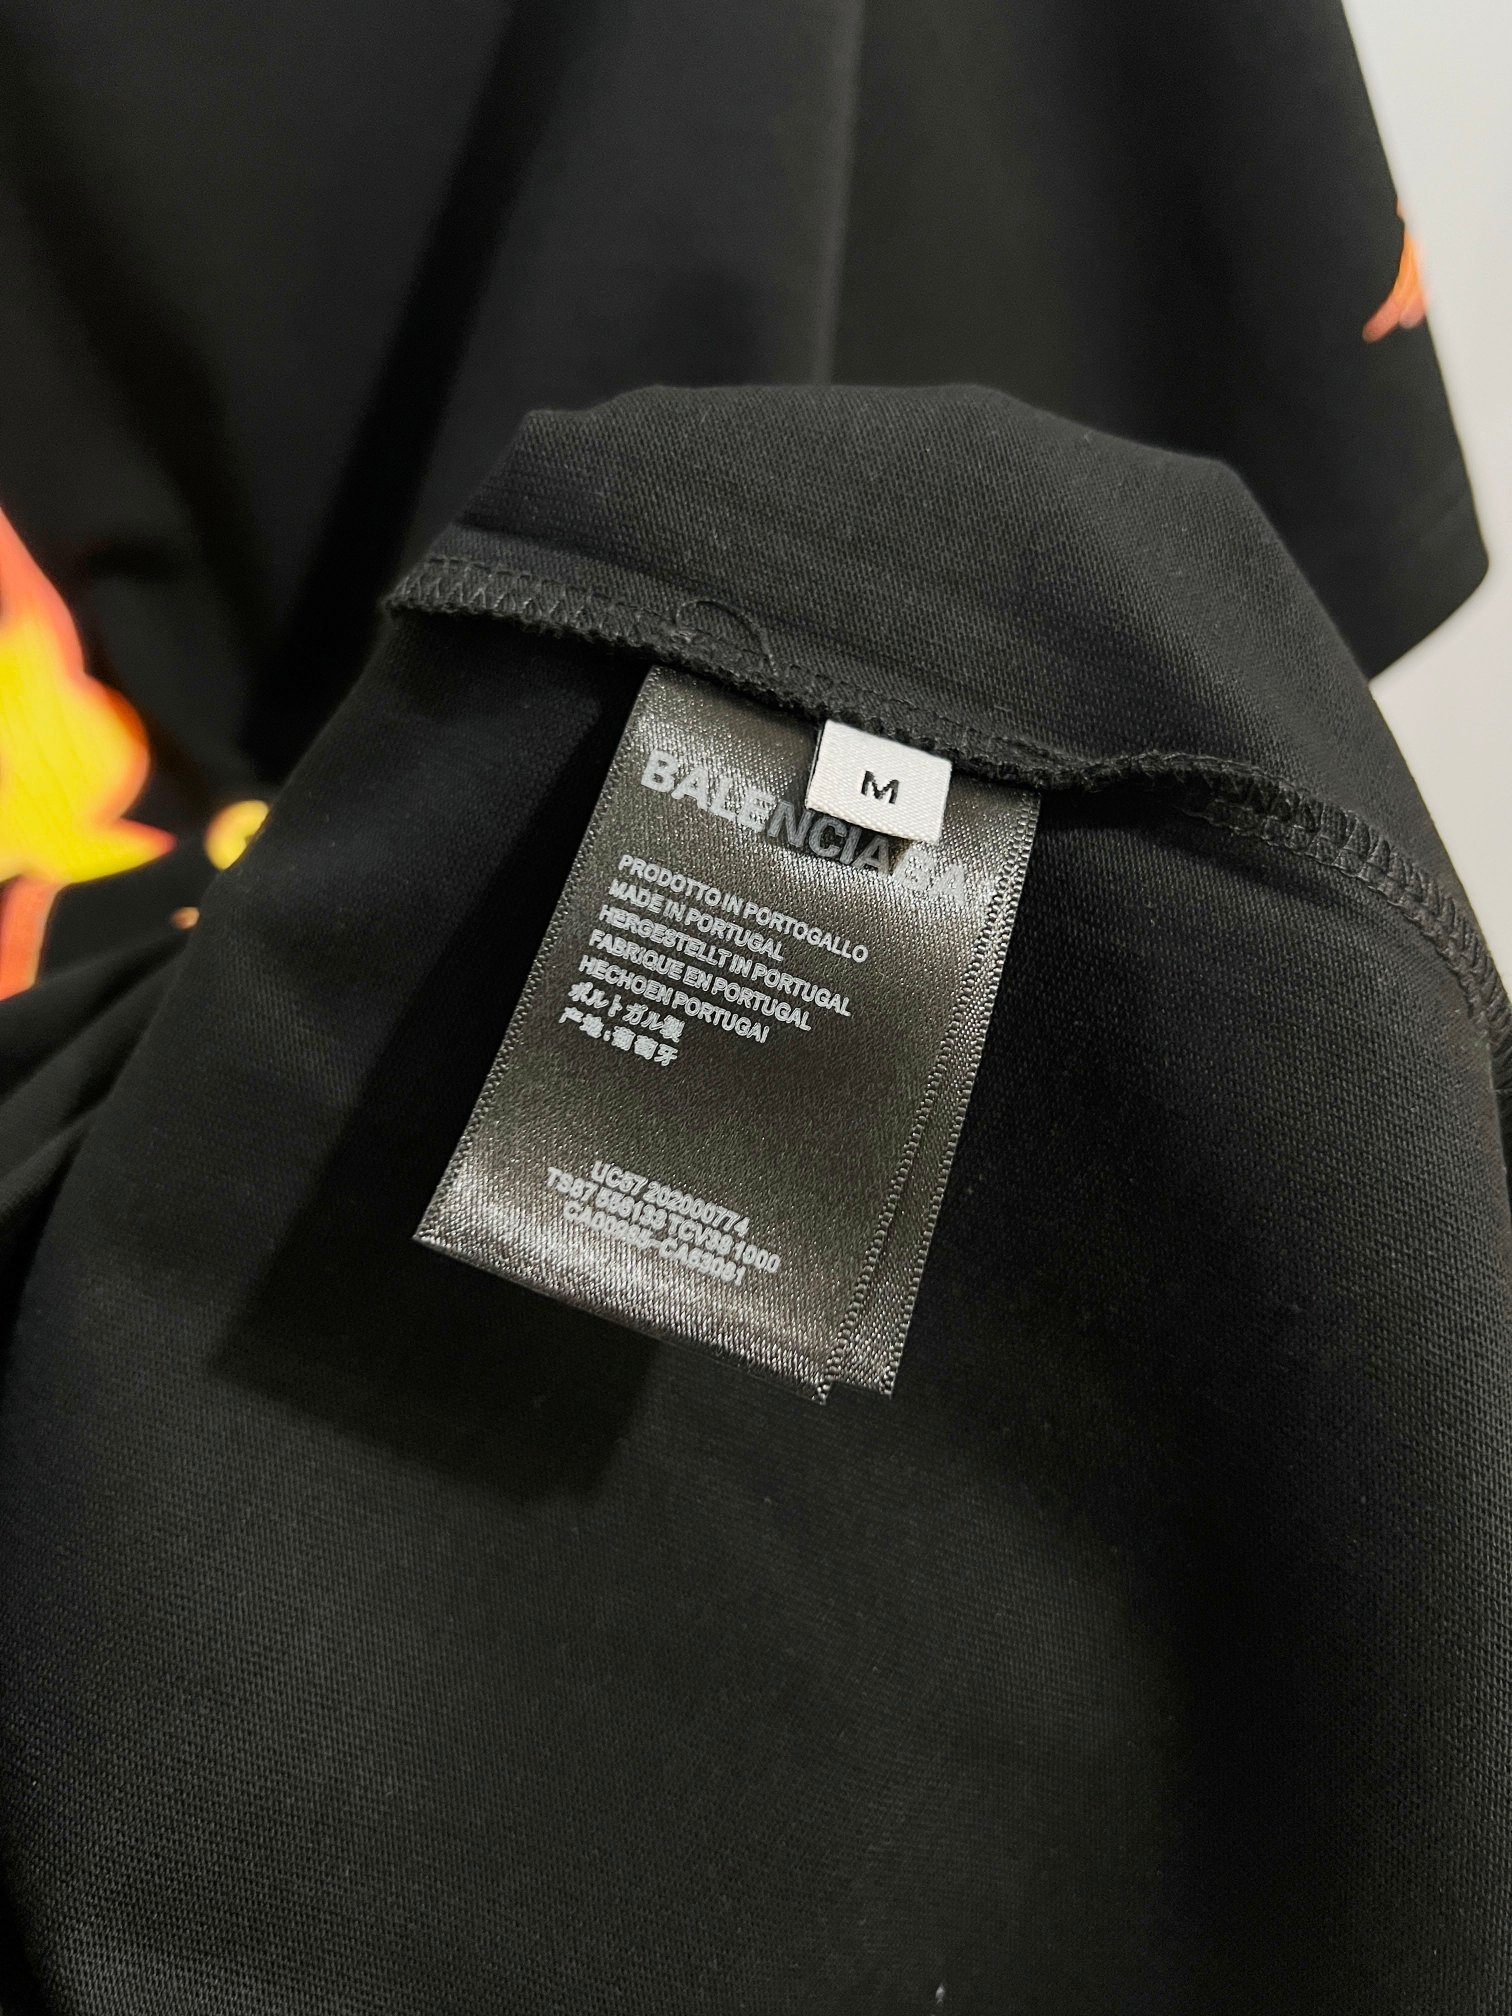 M
BALENCIAGA
PRODOTTO IN PORTOGALLO
MADE IN PORTUGAL
HERGESTELLT IN PORTUGAL
FABRIQUE EN PORTUGAL
HECHOEN PORTUGAl
ポルトガル製
产地:葡萄牙
UC57 202000774
1000